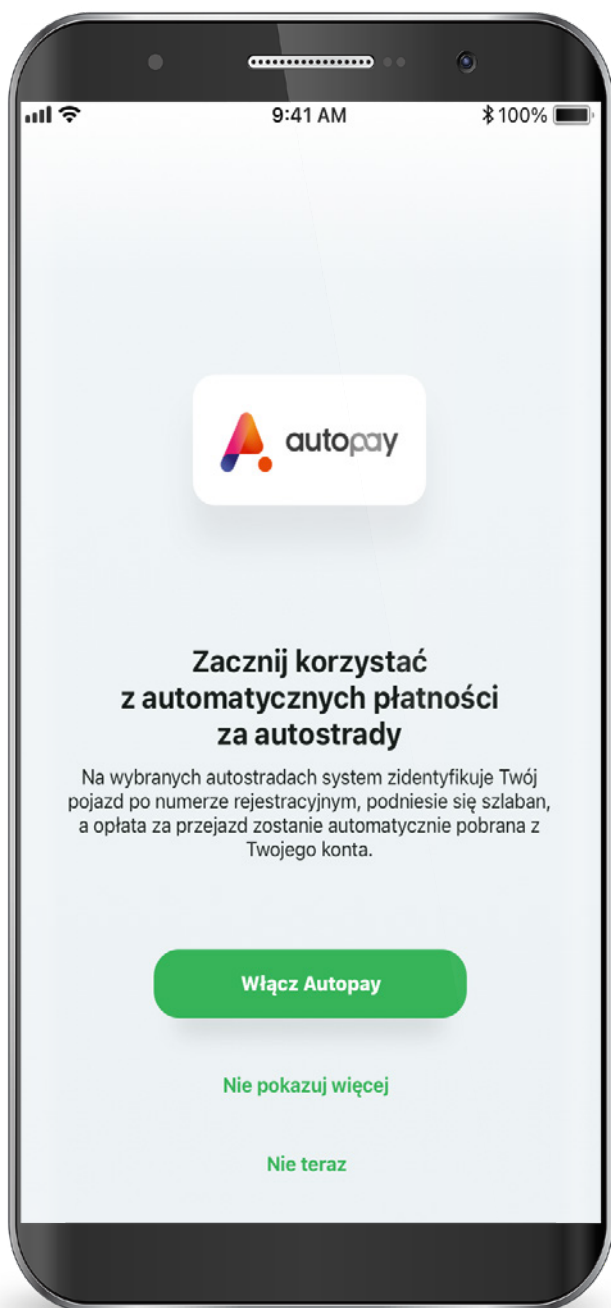 9:41 AM
100%
autopay
Zacznij korzystać
z automatycznych płatności
za autostrady
Na wybranych autostradach system zidentyfikuje Twój
pojazd po numerze rejestracyjnym, podniesie się szlaban,
a opłata za przejazd zostanie automatycznie pobrana z
Twojego konta.
Włącz Autopay
Nie pokazuj więcej
Nie teraz